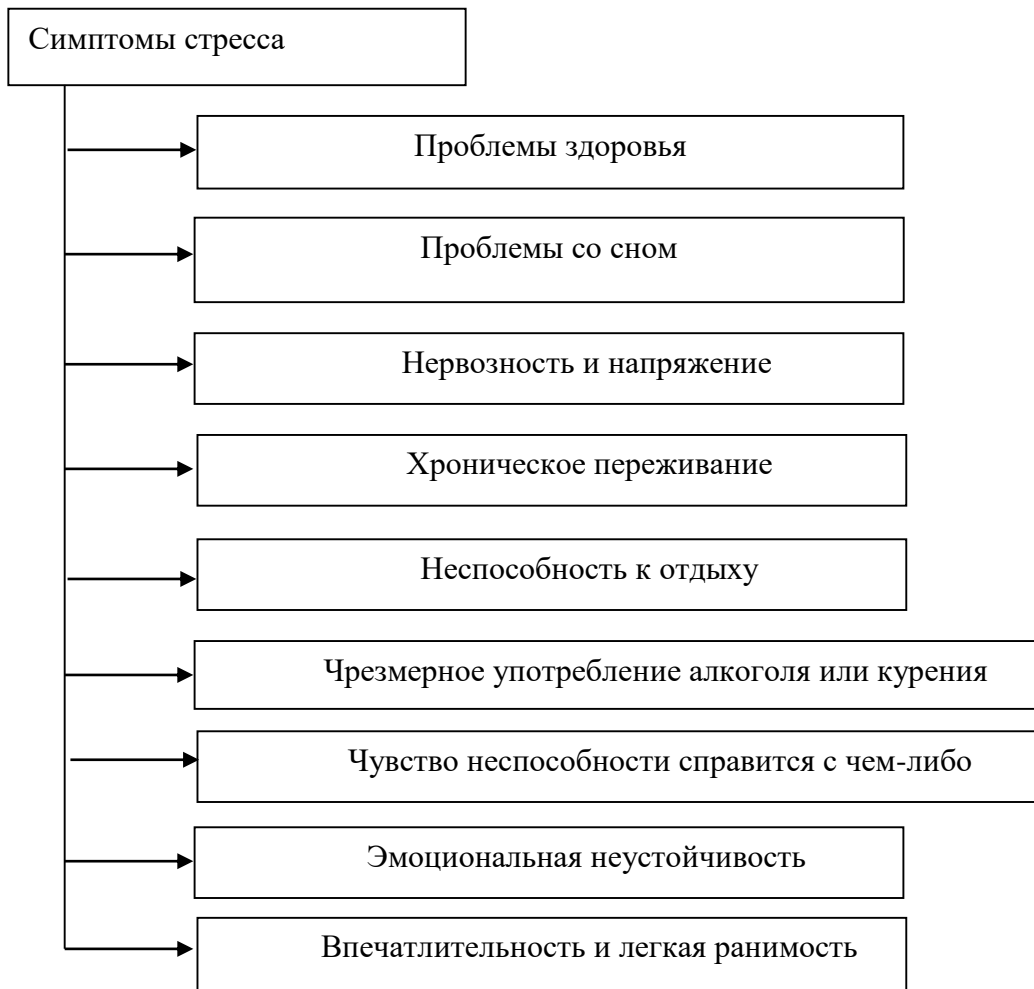 Симптомы стресса
Проблемы здоровья
Проблемы со сном
Нервозность и напряжение
Хроническое переживание
Неспособность к отдыху
Чрезмерное употребление алкоголя или курения
Чувство неспособности справится с чем-либо
Эмоциональная неустойчивость
Впечатлительность и легкая ранимость